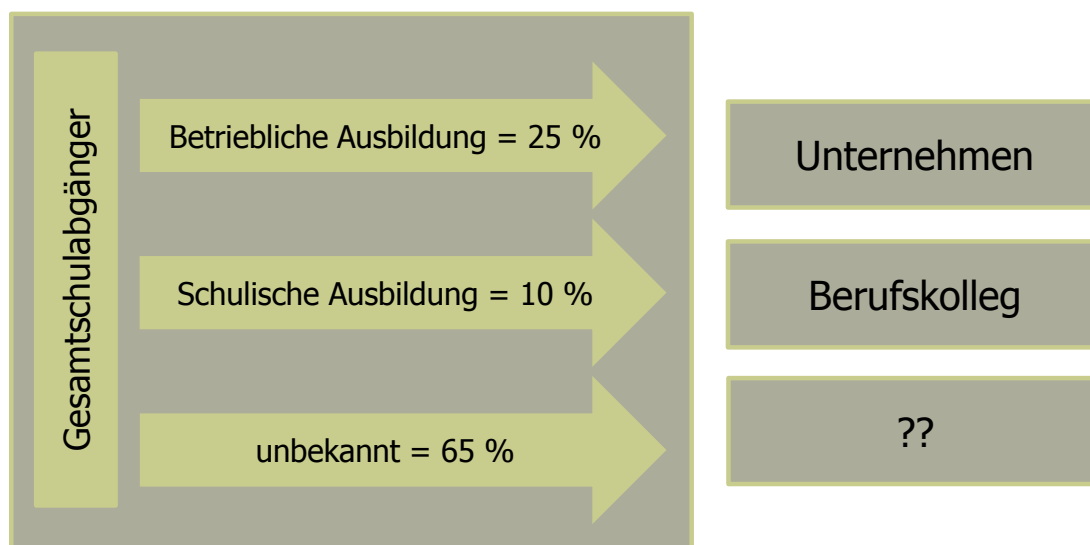 Gesamtschulabgänger
Betriebliche Ausbildung = 25 %
Unternehmen
Schulische Ausbildung = 10 %
Berufskolleg
unbekannt = 65 %
??